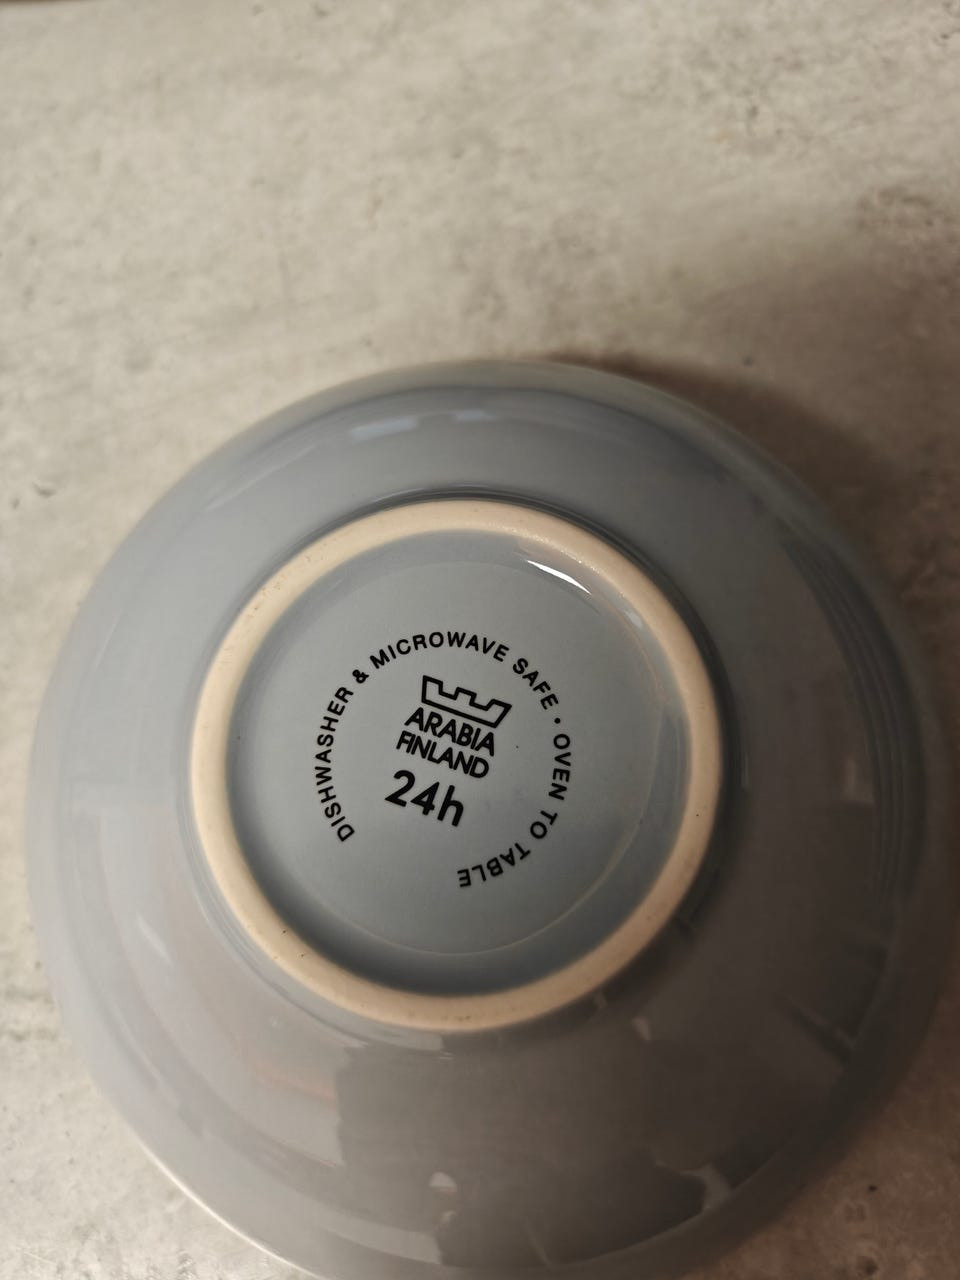 DISHWASHER & MICROWAVE SAFE · OVEN TO TABLE
ARABIA
FINLAND
24h